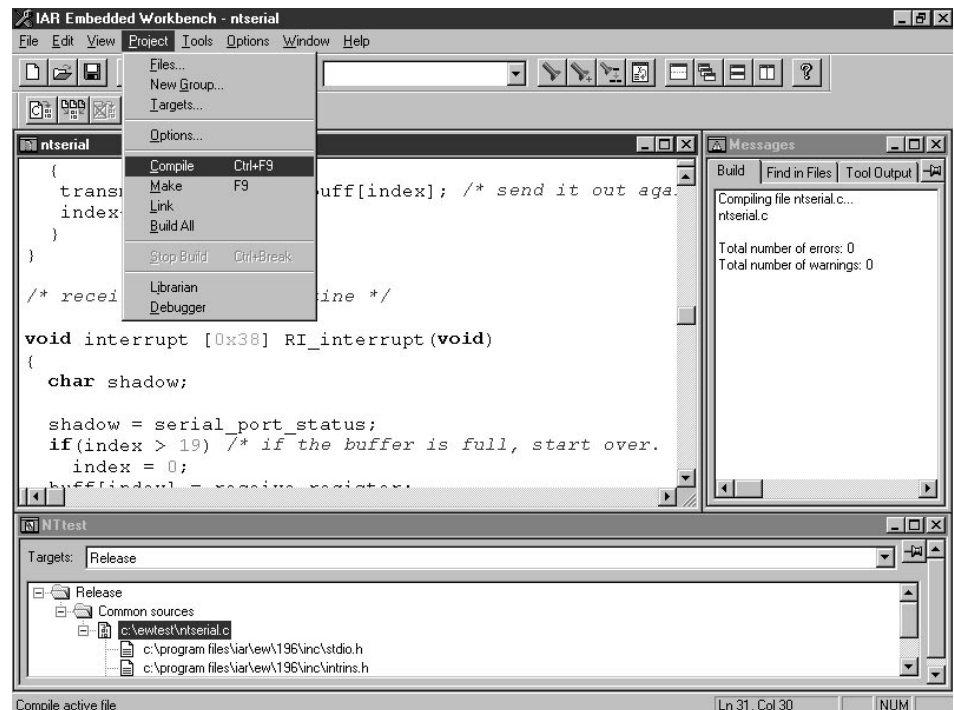 IAR Embedded Workbench - ntserial
File Edit View Project Tools Options Window Help
Files...
New Group...
Targets...
Options...
Compile Ctrl+F9
Make F9
Link
Build All
Stop Build Ctrl+Break
Librarian
Debugger
ntserial
{
uff[index]; /* send it out aga
index
}
}
/* recei ine */
void interrupt [0x38] RI_interrupt(void)
{
char shadow;
shadow = serial_port_status;
if(index > 19) /* if the buffer is full, start over.
index = 0;
Messages
Build Find in Files Tool Output
Compiling file ntserial.c...
ntserial.c
Total number of errors: 0
Total number of warnings: 0
NTtest
Targets: Release
Release
Common sources
c:\ewtest\ntserial.c
c:\program files\iar\ew\196\inc\stdio.h
c:\program files\iar\ew\196\inc\intrins.h
Compile active file
Ln 31, Col 30 NUM